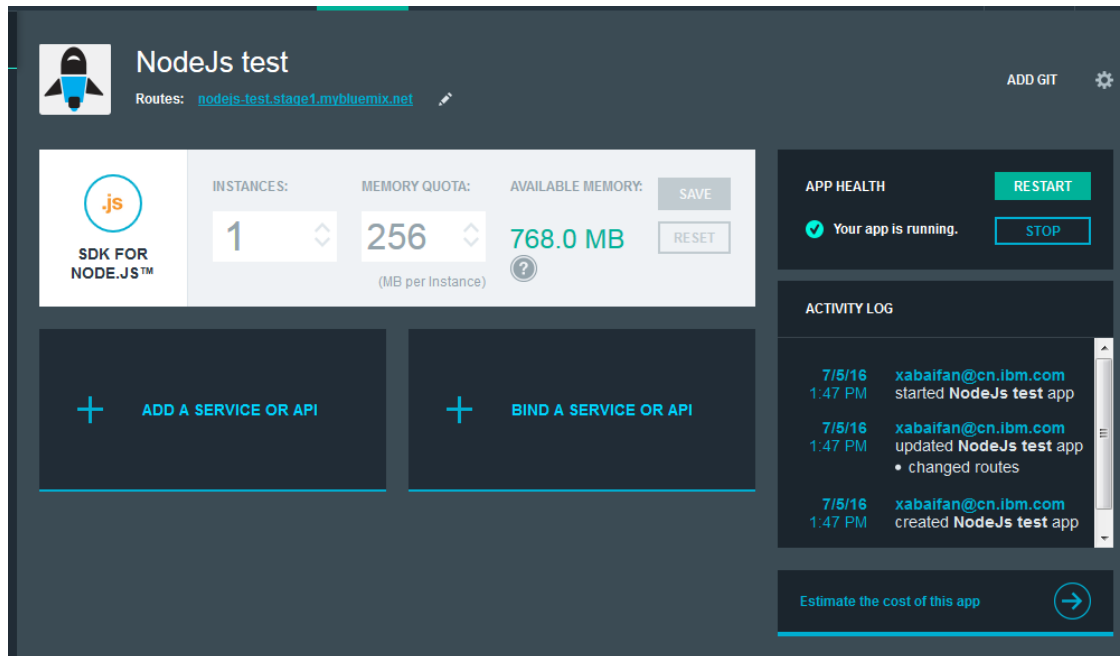 NodeJs test
Routes: nodejs-test.stage1.mybluemix.net
ADD GIT
.js
SDK FOR
NODE.JS™
INSTANCES:
1
MEMORY QUOTA:
256
(MB per Instance)
AVAILABLE MEMORY:
768.0 MB
?
SAVE
RESET
APP HEALTH
RESTART
Your app is running.
STOP
ADD A SERVICE OR API
BIND A SERVICE OR API
ACTIVITY LOG
7/5/16 xabaifan@cn.ibm.com
1:47 PM started NodeJs test app
7/5/16 xabaifan@cn.ibm.com
1:47 PM updated NodeJs test app
• changed routes
7/5/16 xabaifan@cn.ibm.com
1:47 PM created NodeJs test app
Estimate the cost of this app